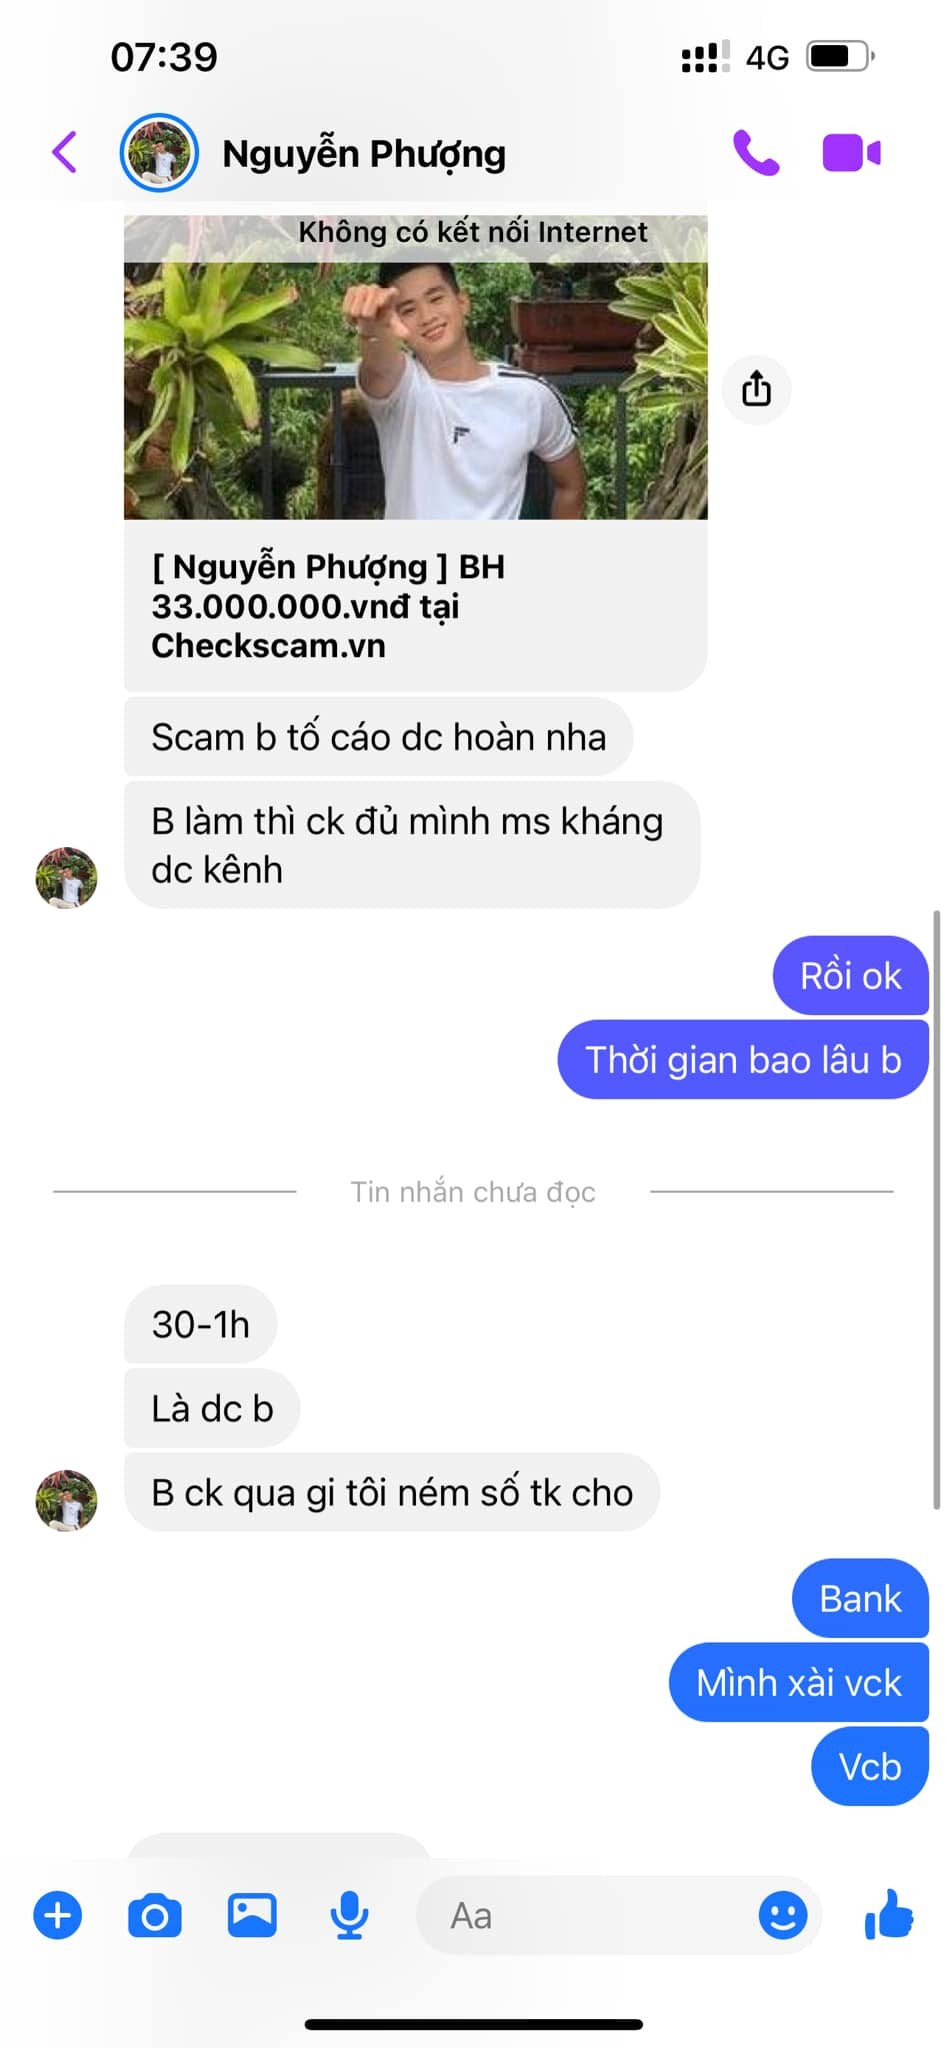 07:39
4G
Nguyễn Phượng
Không có kết nối Internet
[ Nguyễn Phượng ] BH
33.000.000.vnđ tại
Checkscam.vn
Scam b tố cáo dc hoàn nha
B làm thì ck đủ mình ms kháng
dc kênh
Rồi ok
Thời gian bao lâu b
Tin nhắn chưa đọc
30-1h
Là dc b
B ck qua gi tôi ném số tk cho
Bank
Mình xài vck
Vcb
Aa